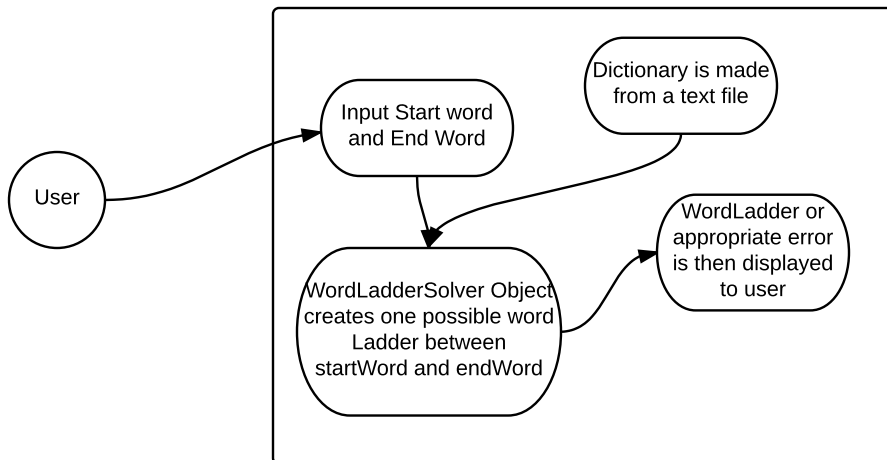 User
Input Start word
and End Word
Dictionary is made
from a text file
WordLadderSolver Object
creates one possible word
Ladder between
startWord and endWord
WordLadder or
appropriate error
is then displayed
to user